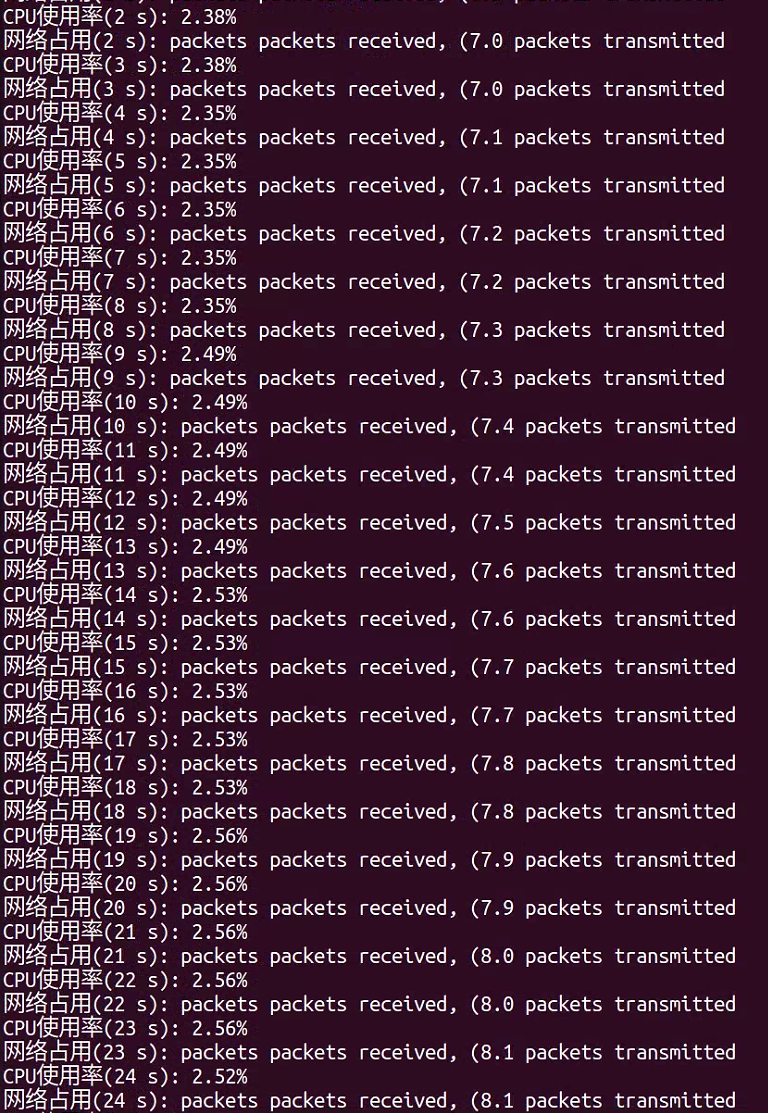 CPU使用率(2 s): 2.38%
网络占用(2 s): packets packets received, (7.0 packets transmitted
CPU使用率(3 s): 2.38%
网络占用(3 s): packets packets received, (7.0 packets transmitted
CPU使用率(4 s): 2.35%
网络占用(4 s): packets packets received, (7.1 packets transmitted
CPU使用率(5 s): 2.35%
网络占用(5 s): packets packets received, (7.1 packets transmitted
CPU使用率(6 s): 2.35%
网络占用(6 s): packets packets received, (7.2 packets transmitted
CPU使用率(7 s): 2.35%
网络占用(7 s): packets packets received, (7.2 packets transmitted
CPU使用率(8 s): 2.35%
网络占用(8 s): packets packets received, (7.3 packets transmitted
CPU使用率(9 s): 2.49%
网络占用(9 s): packets packets received, (7.3 packets transmitted
CPU使用率(10 s): 2.49%
网络占用(10 s): packets packets received, (7.4 packets transmitted
CPU使用率(11 s): 2.49%
网络占用(11 s): packets packets received, (7.4 packets transmitted
CPU使用率(12 s): 2.49%
网络占用(12 s): packets packets received, (7.5 packets transmitted
CPU使用率(13 s): 2.49%
网络占用(13 s): packets packets received, (7.6 packets transmitted
CPU使用率(14 s): 2.53%
网络占用(14 s): packets packets received, (7.6 packets transmitted
CPU使用率(15 s): 2.53%
网络占用(15 s): packets packets received, (7.7 packets transmitted
CPU使用率(16 s): 2.53%
网络占用(16 s): packets packets received, (7.7 packets transmitted
CPU使用率(17 s): 2.53%
网络占用(17 s): packets packets received, (7.8 packets transmitted
CPU使用率(18 s): 2.53%
网络占用(18 s): packets packets received, (7.8 packets transmitted
CPU使用率(19 s): 2.56%
网络占用(19 s): packets packets received, (7.9 packets transmitted
CPU使用率(20 s): 2.56%
网络占用(20 s): packets packets received, (7.9 packets transmitted
CPU使用率(21 s): 2.56%
网络占用(21 s): packets packets received, (8.0 packets transmitted
CPU使用率(22 s): 2.56%
网络占用(22 s): packets packets received, (8.0 packets transmitted
CPU使用率(23 s): 2.56%
网络占用(23 s): packets packets received, (8.1 packets transmitted
CPU使用率(24 s): 2.52%
网络占用(24 s): packets packets received, (8.1 packets transmitted